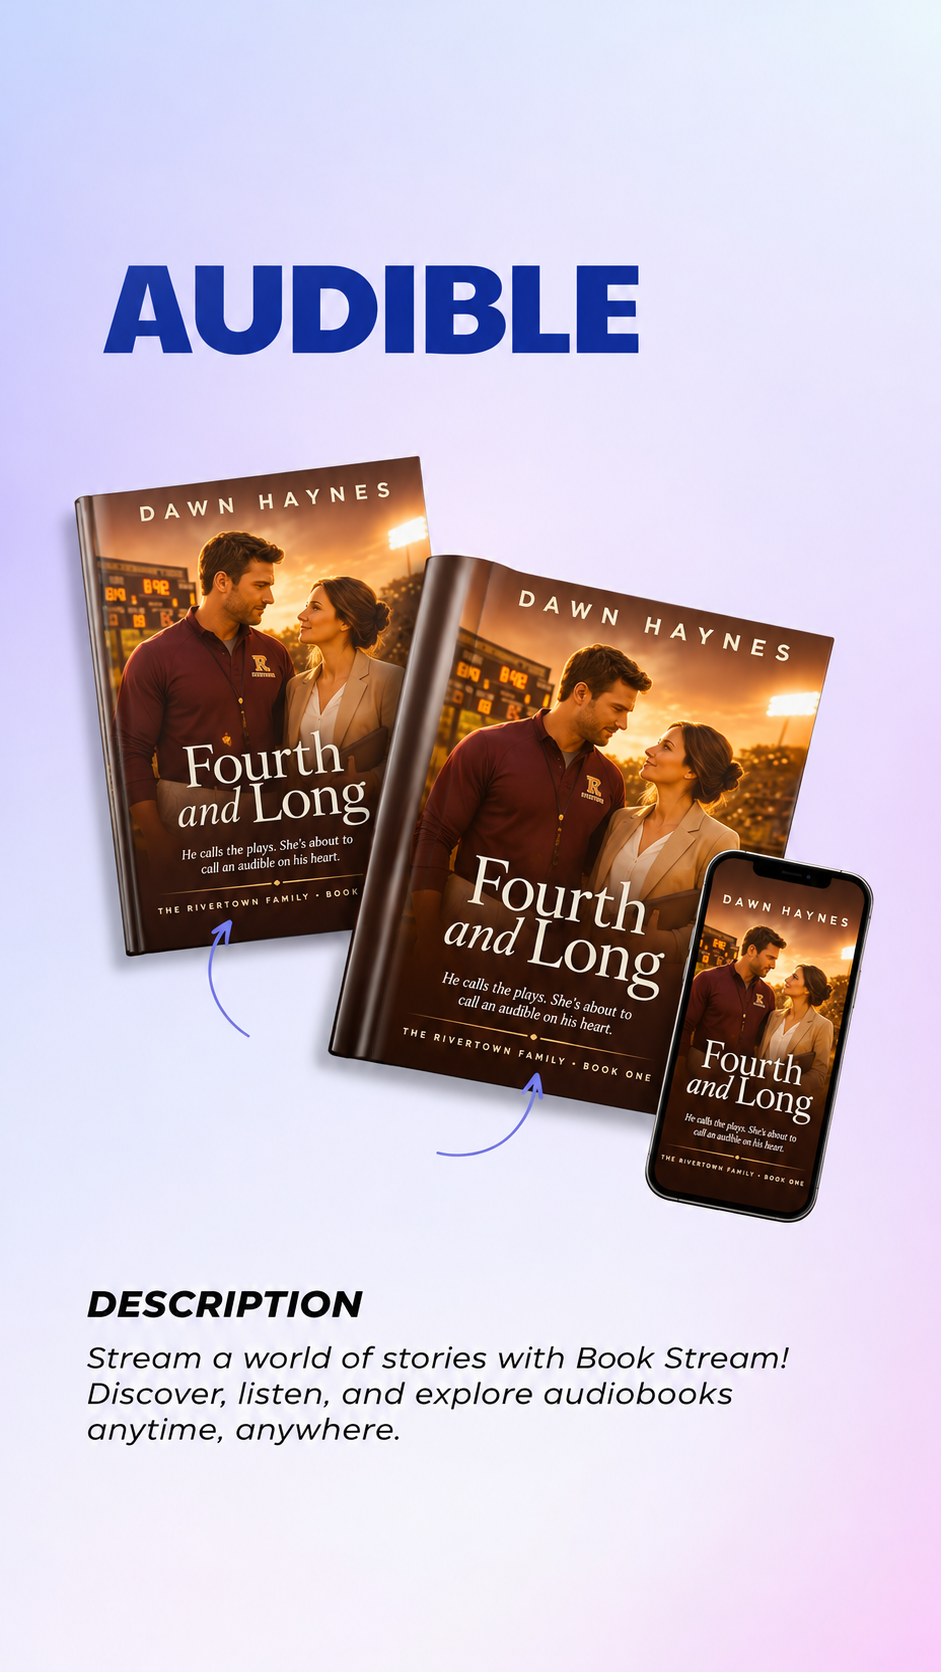 AUDIBLE
DAWN HAYNES
R
Fourth
and Long
He calls the plays. She's about to
call an audible on his heart.
THE RIVERTOWN FAMILY • BOOK
DAWN HAYNES
R
Fourth
and Long
He calls the plays. She's about to
call an audible on his heart.
THE RIVERTOWN FAMILY • BOOK ONE
DAWN HAYNES
R
Fourth
and Long
He calls the plays. She's about to
call an audible on his heart.
THE RIVERTOWN FAMILY • BOOK ONE
DESCRIPTION
Stream a world of stories with Book Stream!
Discover, listen, and explore audiobooks
anytime, anywhere.